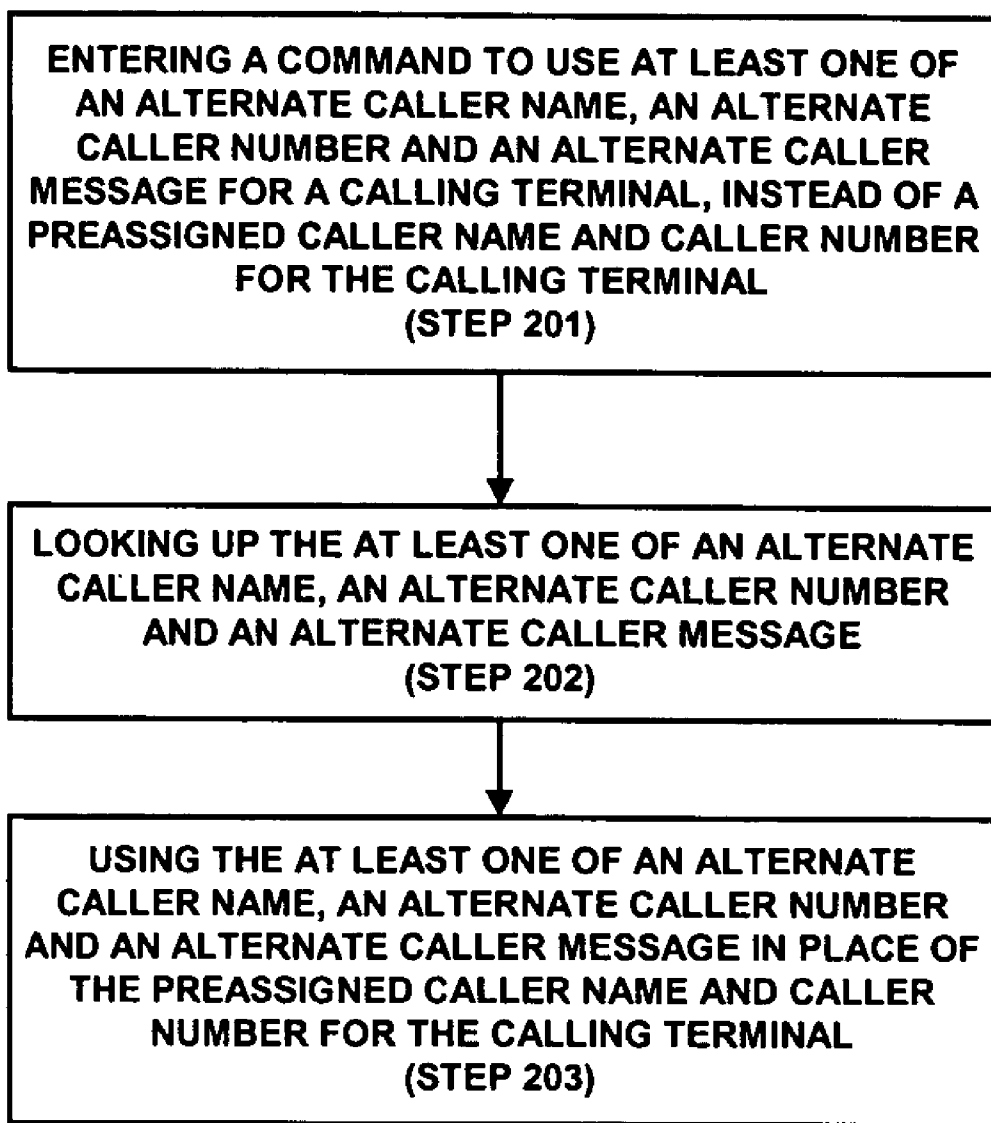 ENTERING A COMMAND TO USE AT LEAST ONE OF
AN ALTERNATE CALLER NAME, AN ALTERNATE
CALLER NUMBER AND AN ALTERNATE CALLER
MESSAGE FOR A CALLING TERMINAL, INSTEAD OF A
PREASSIGNED CALLER NAME AND CALLER NUMBER
FOR THE CALLING TERMINAL
(STEP 201)
LOOKING UP THE AT LEAST ONE OF AN ALTERNATE
CALLER NAME, AN ALTERNATE CALLER NUMBER
AND AN ALTERNATE CALLER MESSAGE
(STEP 202)
USING THE AT LEAST ONE OF AN ALTERNATE
CALLER NAME, AN ALTERNATE CALLER NUMBER
AND AN ALTERNATE CALLER MESSAGE IN PLACE OF
THE PREASSIGNED CALLER NAME AND CALLER
NUMBER FOR THE CALLING TERMINAL
(STEP 203)